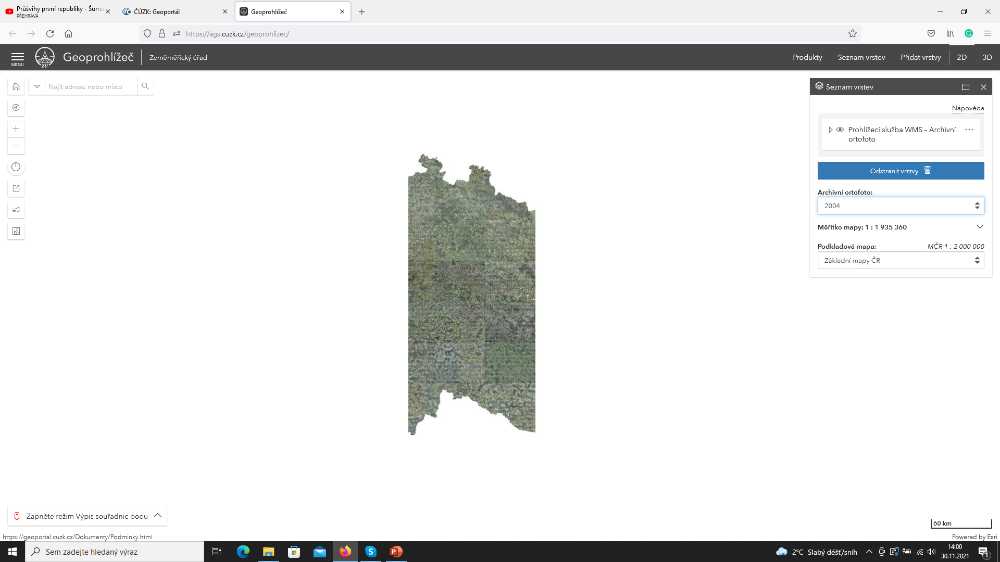 Průšvihy první republiky - Šuma
PŘEHRÁVÁ
ČÚZK: Geoportál
Geoprohlížeč
https://ags.cuzk.cz/geoprohlizec/
MENU
ZÚ
Geoprohlížeč
Zeměměřický úřad
Produkty
Seznam vrstev
Přidat vrstvy
2D
3D
Najít adresu nebo místo
Seznam vrstev
Nápověda
Prohlížecí služba WMS – Archivní
ortofoto
Odstranit vrstvy
Archivní ortofoto:
2004
Měřítko mapy: 1 : 1 935 360
Podkladová mapa:
MČR 1 : 2 000 000
Základní mapy ČR
ČÚZK
Zapněte režim Výpis souřadnic bodu
60 km
https://geoportal.cuzk.cz/Dokumenty/Podminky.html
Powered by Esri
Sem zadejte hledaný výraz
2°C Slabý déšť/sníh
14:00
30.11.2021
1